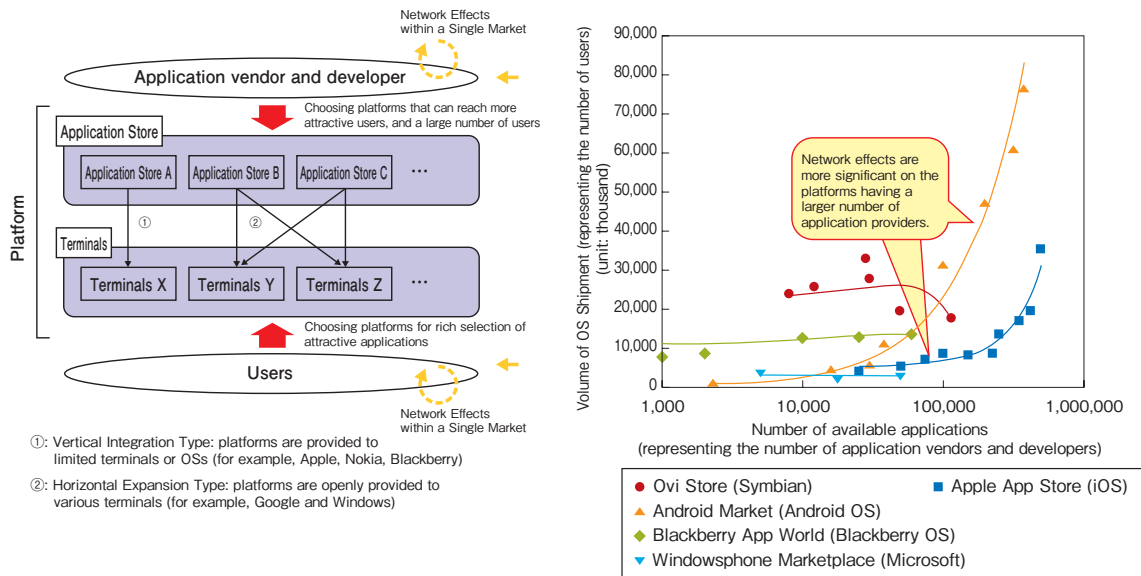 Network Effects
within a Single Market
Application vendor and developer
Choosing platforms that can reach more
attractive users, and a large number of users
Platform
Application Store
Application Store A
Application Store B
Application Store C
...
①
②
Terminals
Terminals X
Terminals Y
Terminals Z
...
Choosing platforms for rich selection of
attractive applications
Users
Network Effects
within a Single Market
①: Vertical Integration Type: platforms are provided to
limited terminals or OSs (for example, Apple, Nokia, Blackberry)
②: Horizontal Expansion Type: platforms are openly provided to
various terminals (for example, Google and Windows)
Volume of OS Shipment (representing the number of users)
(unit: thousand)
90,000
80,000
70,000
60,000
50,000
40,000
30,000
20,000
10,000
0
Network effects are
more significant on the
platforms having a
larger number of
application providers.
1,000
10,000
100,000
1,000,000
Number of available applications
(representing the number of application vendors and developers)
Ovi Store (Symbian)
Apple App Store (iOS)
Android Market (Android OS)
Blackberry App World (Blackberry OS)
Windowsphone Marketplace (Microsoft)